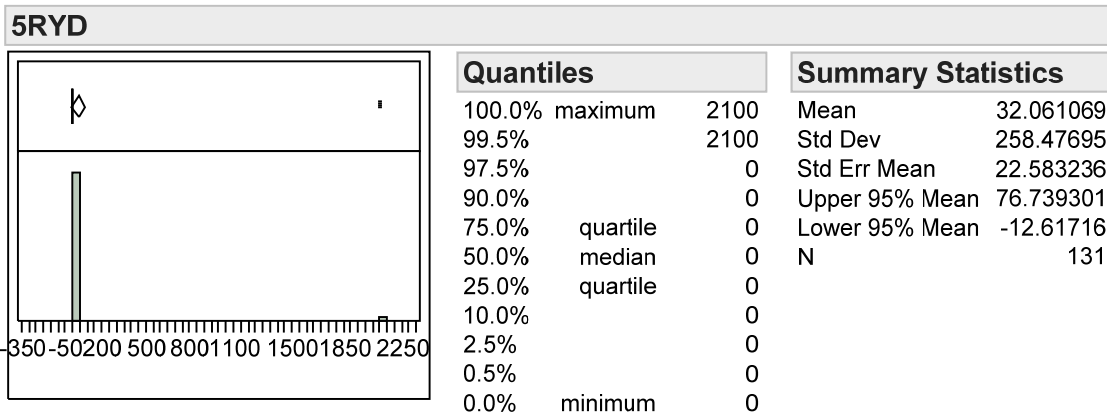 5RYD
-350 -50 200 500 800 1100 1500 1850 2250
Quantiles
100.0% maximum 2100
99.5% 2100
97.5% 0
90.0% 0
75.0% quartile 0
50.0% median 0
25.0% quartile 0
10.0% 0
2.5% 0
0.5% 0
0.0% minimum 0
Summary Statistics
Mean 32.061069
Std Dev 258.47695
Std Err Mean 22.583236
Upper 95% Mean 76.739301
Lower 95% Mean -12.61716
N 131